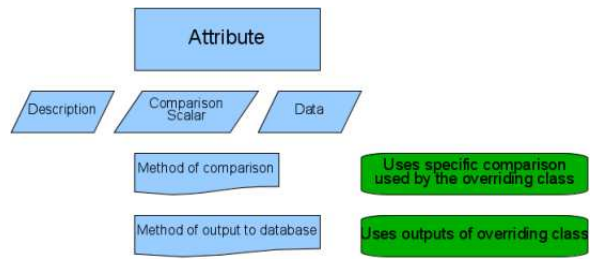 Attribute
Description
Comparison
Scalar
Data
Method of comparison
Uses specific comparison
used by the overriding class
Method of output to database
Uses outputs of overriding class